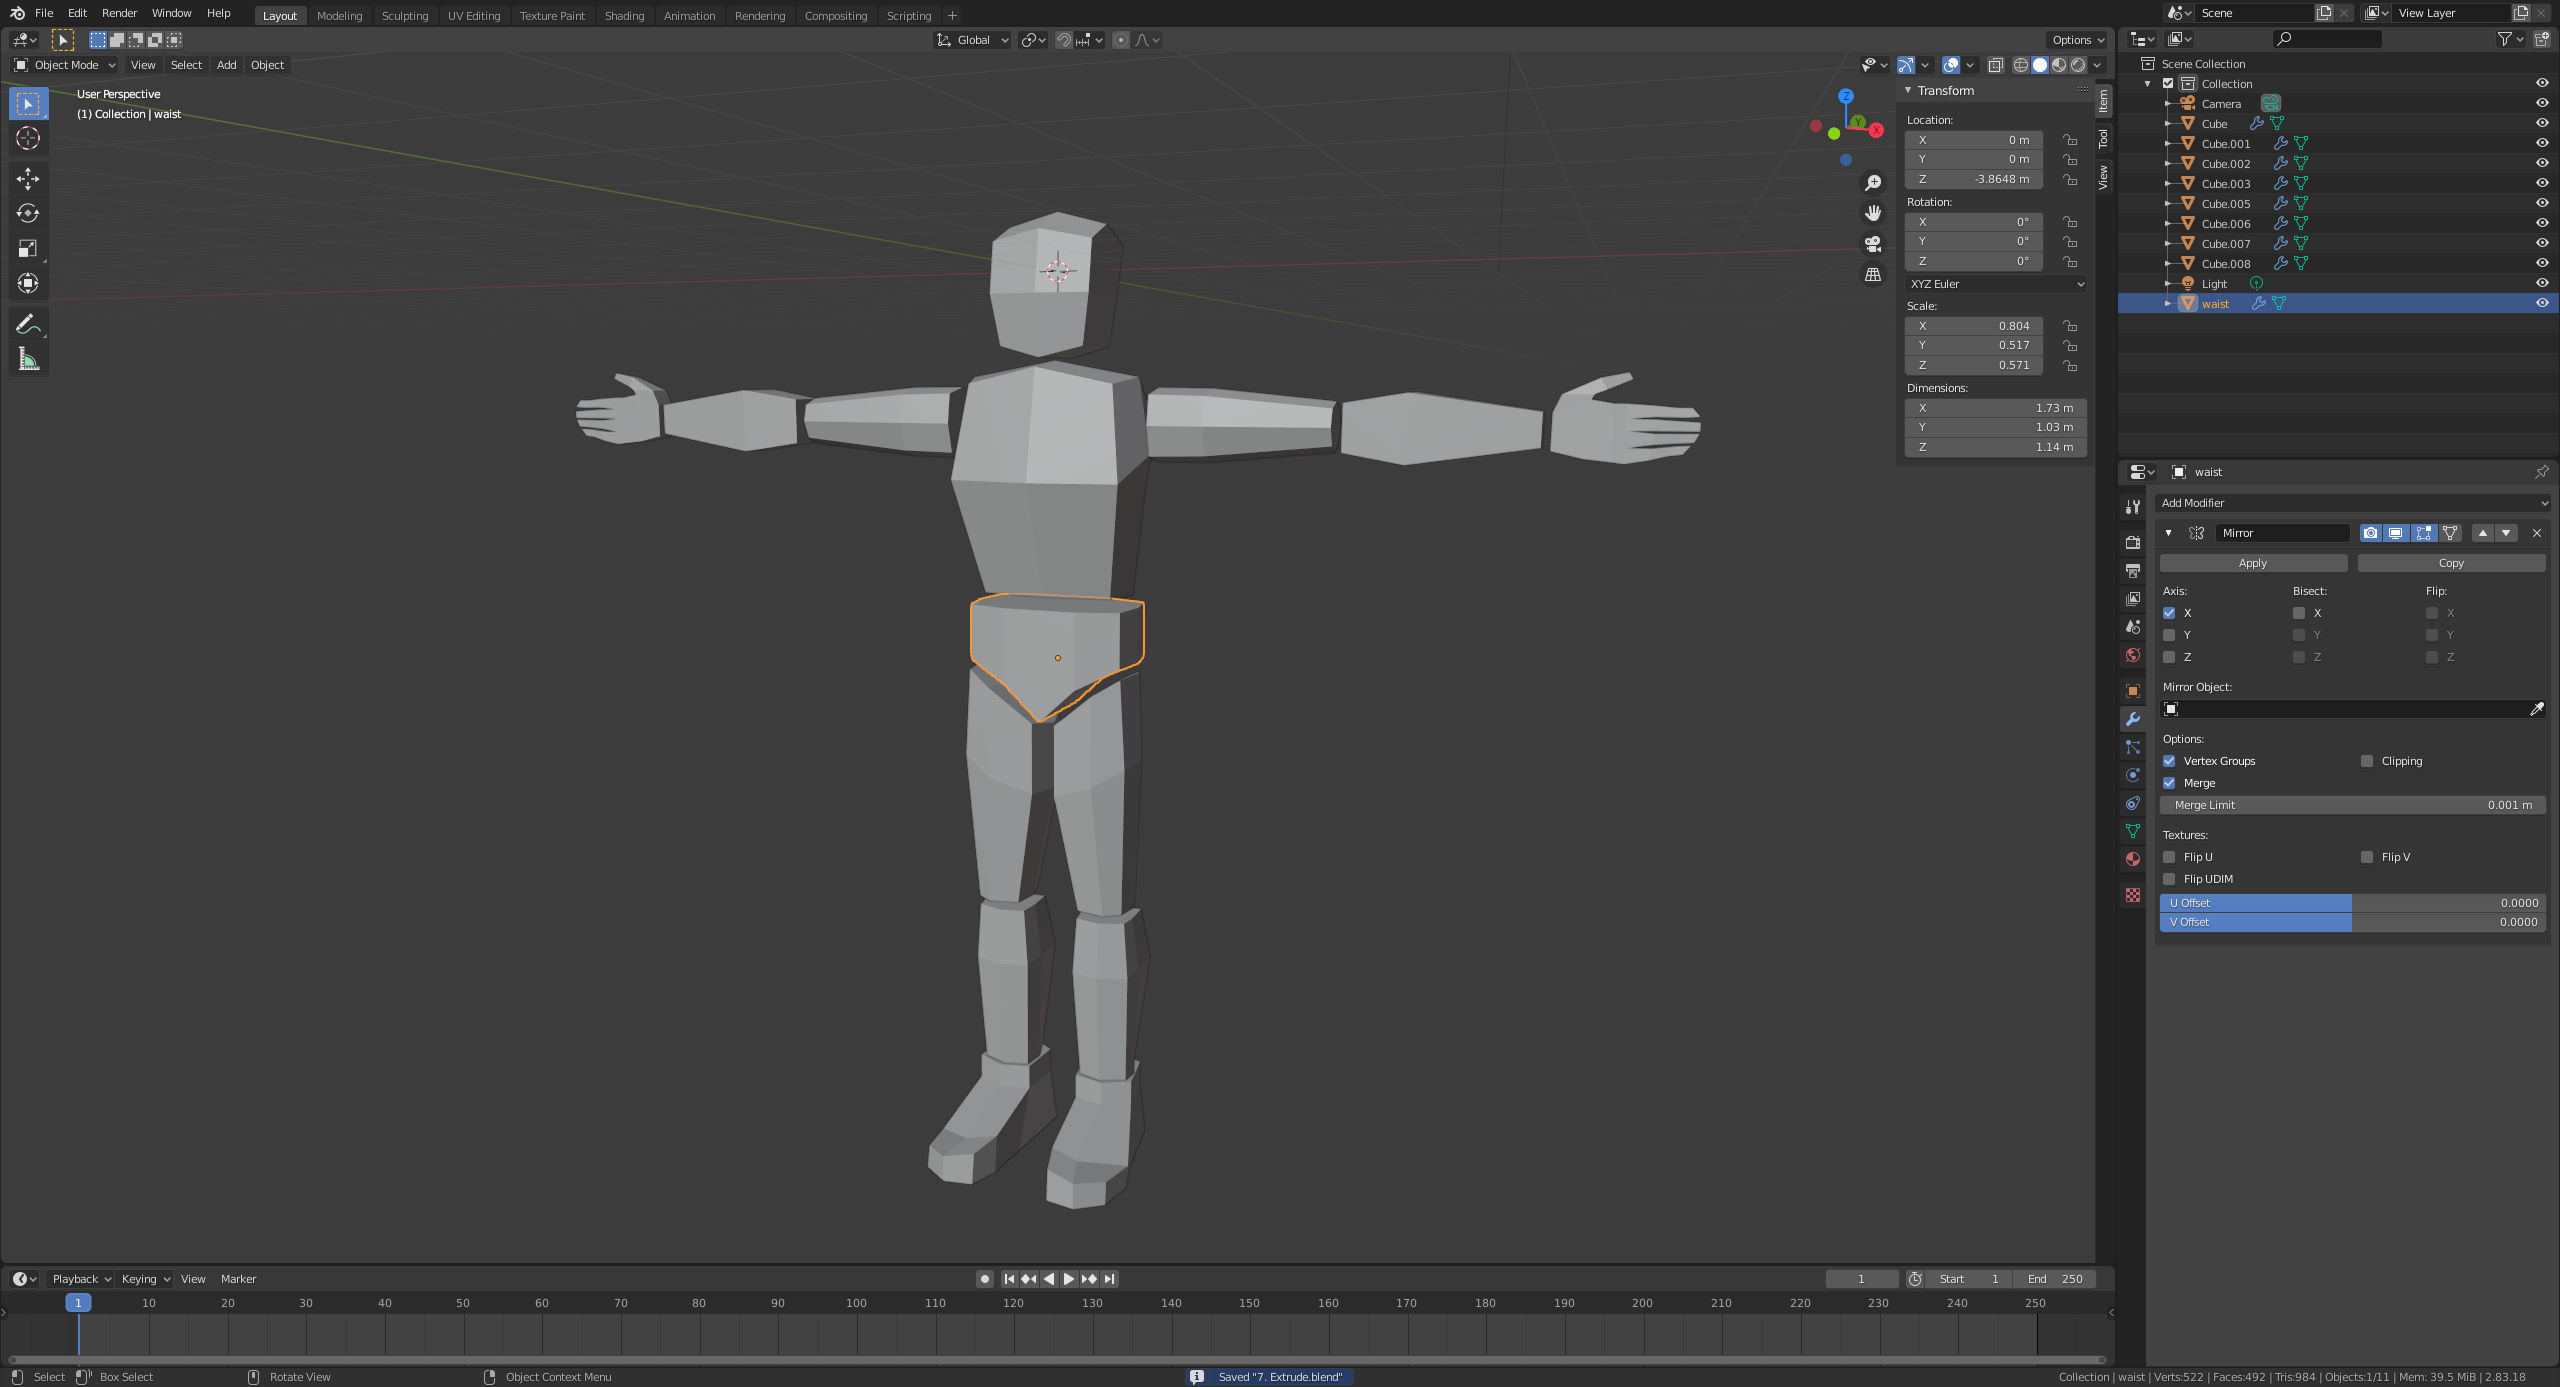 File Edit Render Window Help Layout Modeling Sculpting UV Editing Texture Paint Shading Animation Rendering Compositing Scripting + Scene View Layer
Global Options
Object Mode View Select Add Object
User Perspective
(1) Collection | waist
Z
Y
X
Transform
Location:
X 0 m
Y 0 m
Z -3.8648 m
Rotation:
X 0°
Y 0°
Z 0°
XYZ Euler
Scale:
X 0.804
Y 0.517
Z 0.571
Dimensions:
X 1.73 m
Y 1.03 m
Z 1.14 m
Item
Tool
View
Scene Collection
Collection
Camera
Cube
Cube.001
Cube.002
Cube.003
Cube.005
Cube.006
Cube.007
Cube.008
Light
waist
waist
Add Modifier
Mirror
Apply Copy
Axis: Bisect: Flip:
X X X
Y Y Y
Z Z Z
Mirror Object:
Options:
Vertex Groups Clipping
Merge
Merge Limit 0.001 m
Textures:
Flip U Flip V
Flip UDIM
U Offset 0.0000
V Offset 0.0000
Playback Keying View Marker 1 Start 1 End 250
1 10 20 30 40 50 60 70 80 90 100 110 120 130 140 150 160 170 180 190 200 210 220 230 240 250
Select Box Select Rotate View Object Context Menu Saved "7. Extrude.blend" Collection | waist | Verts:522 | Faces:492 | Tris:984 | Objects:1/11 | Mem: 39.5 MiB | 2.83.18